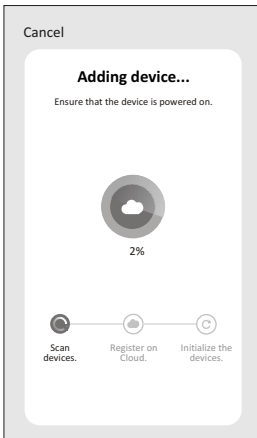 Cancel
Adding device...
Ensure that the device is powered on.
2%
Scan
devices.
Register on
Cloud.
Initialize the
devices.